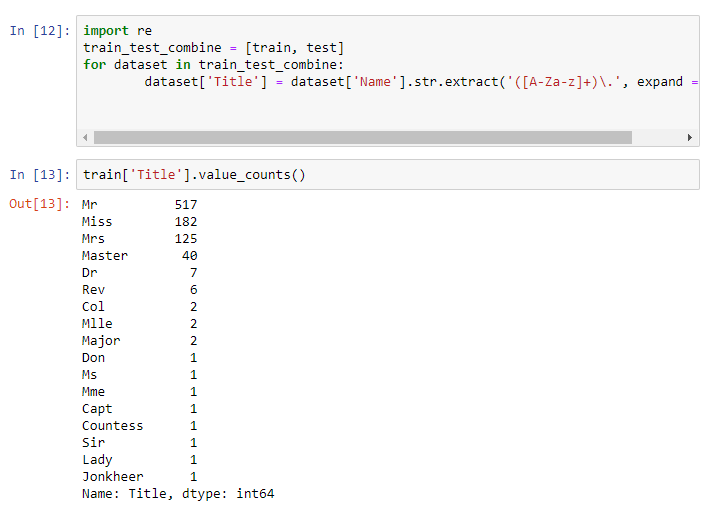 In [12]: import re
train_test_combine = [train, test]
for dataset in train_test_combine:
dataset['Title'] = dataset['Name'].str.extract('([A-Za-z]+)\.', expand =
In [13]: train['Title'].value_counts()
Out[13]: Mr 517
Miss 182
Mrs 125
Master 40
Dr 7
Rev 6
Col 2
Mlle 2
Major 2
Don 1
Ms 1
Mme 1
Capt 1
Countess 1
Sir 1
Lady 1
Jonkheer 1
Name: Title, dtype: int64